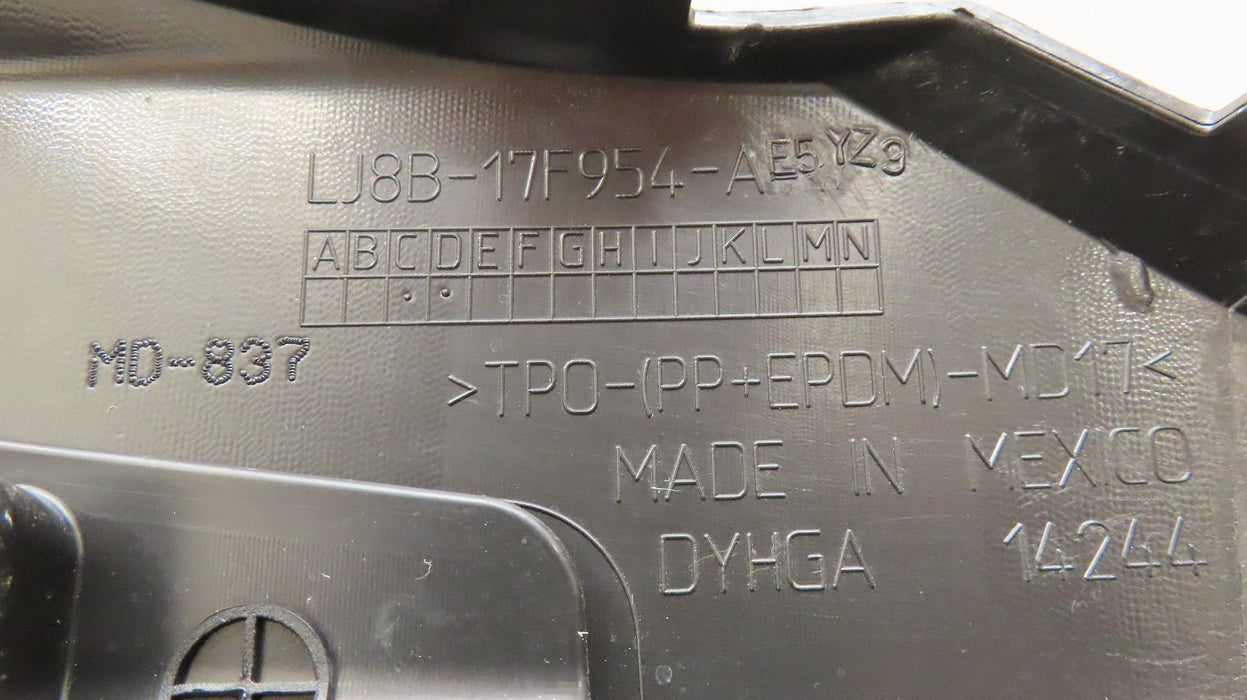 LJ8B-17F954-AE5YZ9
ABCDEFGHIJKLMN
MD-837
>TPO-(PP+EPDM)-MD17<
MADE IN MEXICO
DYHGA 14244